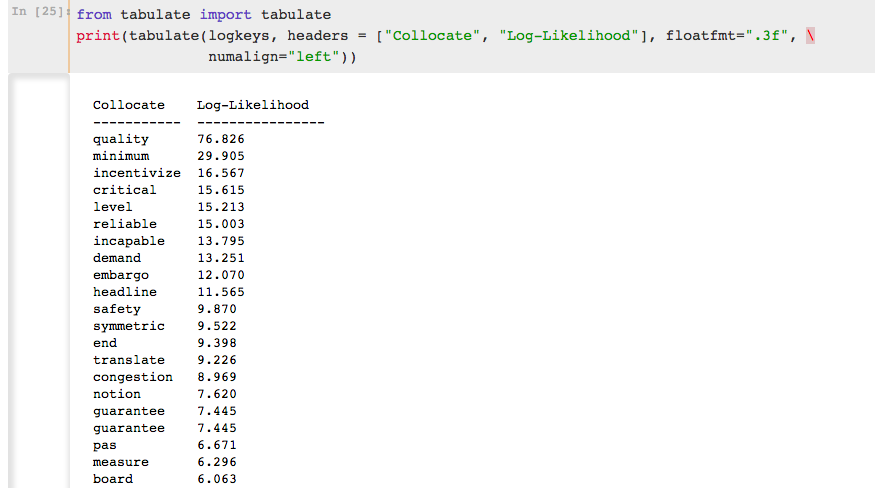 In [25]:
from tabulate import tabulate
print(tabulate(logkeys, headers = ["Collocate", "Log-Likelihood"], floatfmt=".3f", \
numalign="left"))
Collocate Log-Likelihood
----------- ----------------
quality 76.826
minimum 29.905
incentivize 16.567
critical 15.615
level 15.213
reliable 15.003
incapable 13.795
demand 13.251
embargo 12.070
headline 11.565
safety 9.870
symmetric 9.522
end 9.398
translate 9.226
congestion 8.969
notion 7.620
guarantee 7.445
guarantee 7.445
pas 6.671
measure 6.296
board 6.063